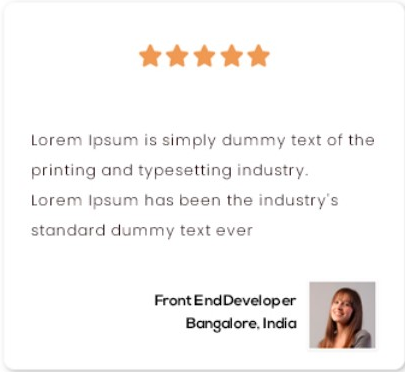 Lorem Ipsum is simply dummy text of the
printing and typesetting industry.
Lorem Ipsum has been the industry's
standard dummy text ever
Front End Developer
Bangalore, India